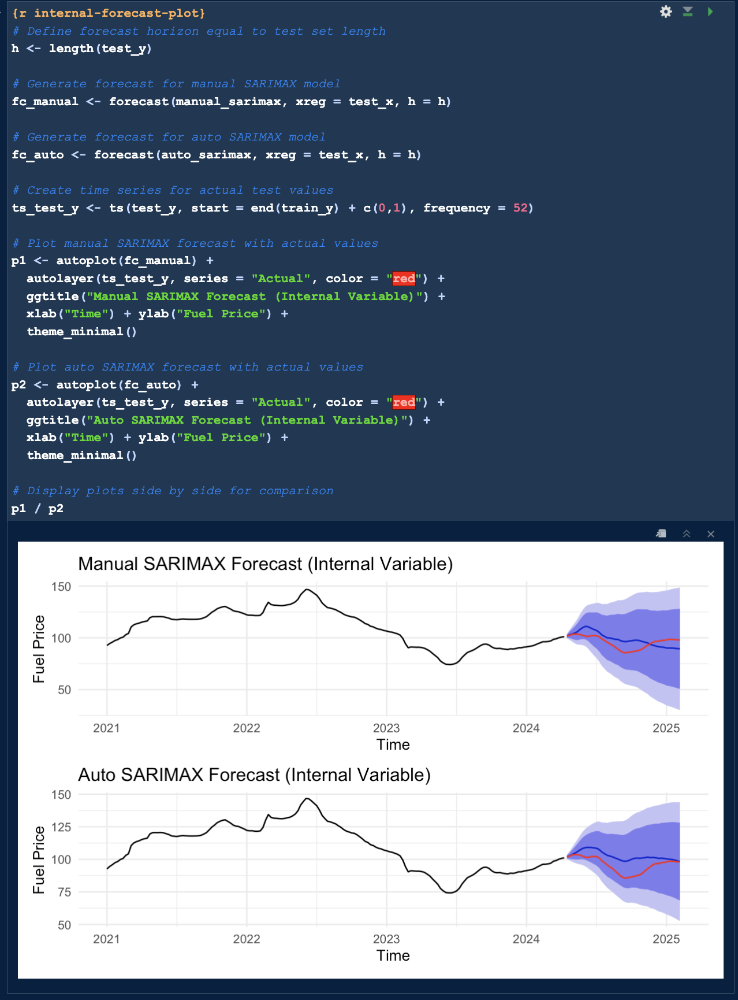 {r internal-forecast-plot}
# Define forecast horizon equal to test set length
h <- length(test_y)
# Generate forecast for manual SARIMAX model
fc_manual <- forecast(manual_sarimax, xreg = test_x, h = h)
# Generate forecast for auto SARIMAX model
fc_auto <- forecast(auto_sarimax, xreg = test_x, h = h)
# Create time series for actual test values
ts_test_y <- ts(test_y, start = end(train_y) + c(0,1), frequency = 52)
# Plot manual SARIMAX forecast with actual values
p1 <- autoplot(fc_manual) +
  autolayer(ts_test_y, series = "Actual", color = "red") +
  ggtitle("Manual SARIMAX Forecast (Internal Variable)") +
  xlab("Time") + ylab("Fuel Price") +
  theme_minimal()
# Plot auto SARIMAX forecast with actual values
p2 <- autoplot(fc_auto) +
  autolayer(ts_test_y, series = "Actual", color = "red") +
  ggtitle("Auto SARIMAX Forecast (Internal Variable)") +
  xlab("Time") + ylab("Fuel Price") +
  theme_minimal()
# Display plots side by side for comparison
p1 / p2
Manual SARIMAX Forecast (Internal Variable)
150
100
50
Fuel Price
2021 2022 2023 2024 2025
Time
Auto SARIMAX Forecast (Internal Variable)
150
125
100
75
50
Fuel Price
2021 2022 2023 2024 2025
Time